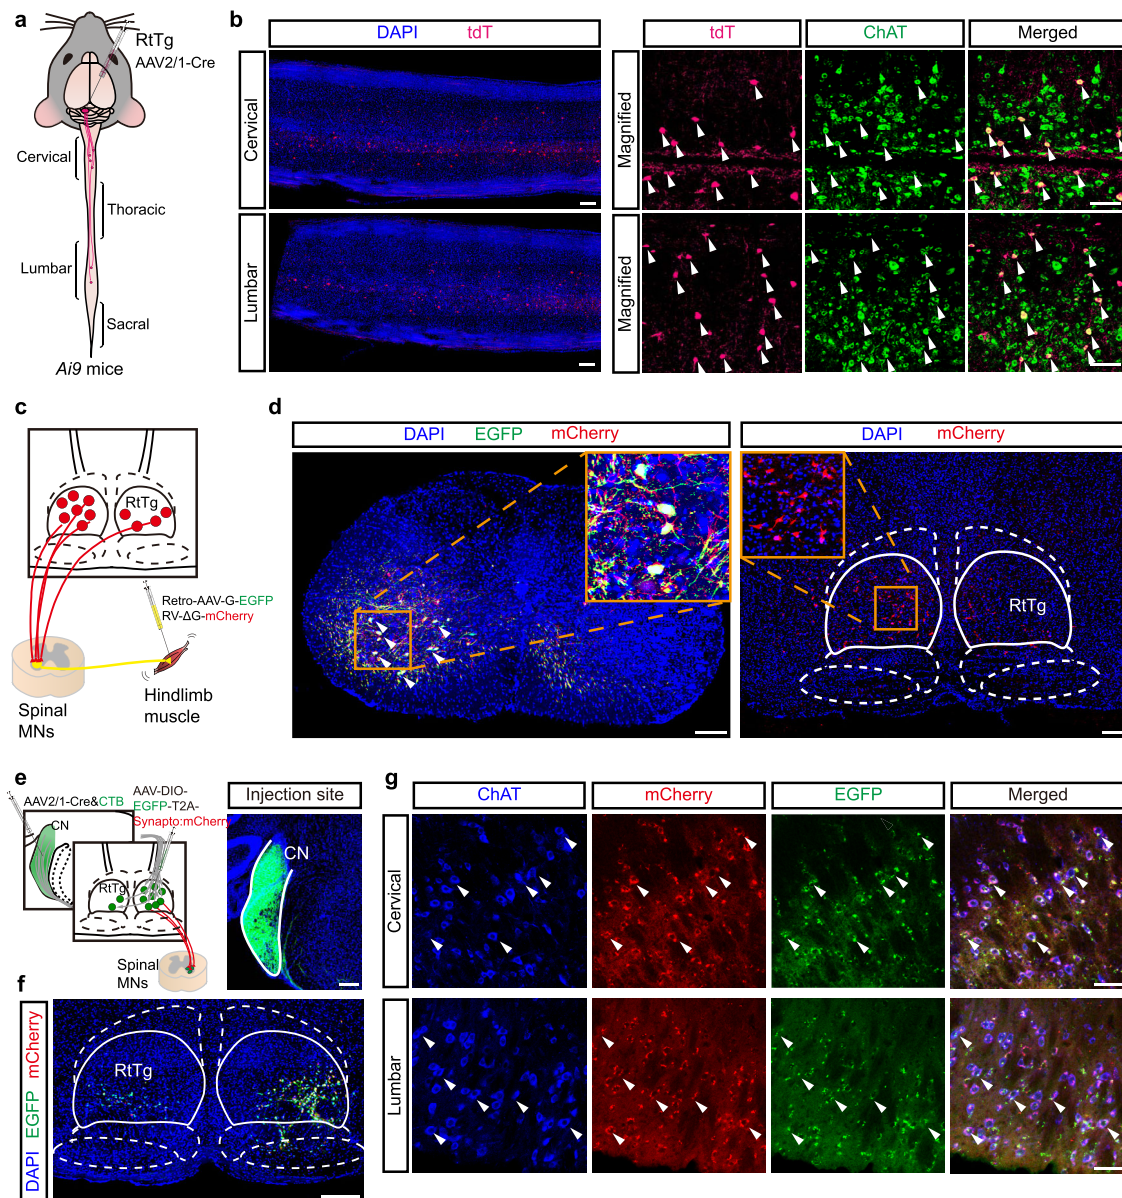 a
RtTg
AAV2/1-Cre
Cervical
Thoracic
Lumbar
Sacral
Ai9 mice
b
DAPI tdT
tdT
ChAT
Merged
Cervical
Magnified
Lumbar
Magnified
c
RtTg
Retro-AAV-G-EGFP
RV-ΔG-mCherry
Spinal
MNs
Hindlimb
muscle
d
DAPI EGFP mCherry
DAPI mCherry
RtTg
e
AAV2/1-Cre&CTB
AAV-DIO-
EGFP-T2A-
Synapto:mCherry
CN
RtTg
Spinal
MNs
Injection site
CN
f
DAPI EGFP mCherry
RtTg
g
ChAT
mCherry
EGFP
Merged
Cervical
Lumbar